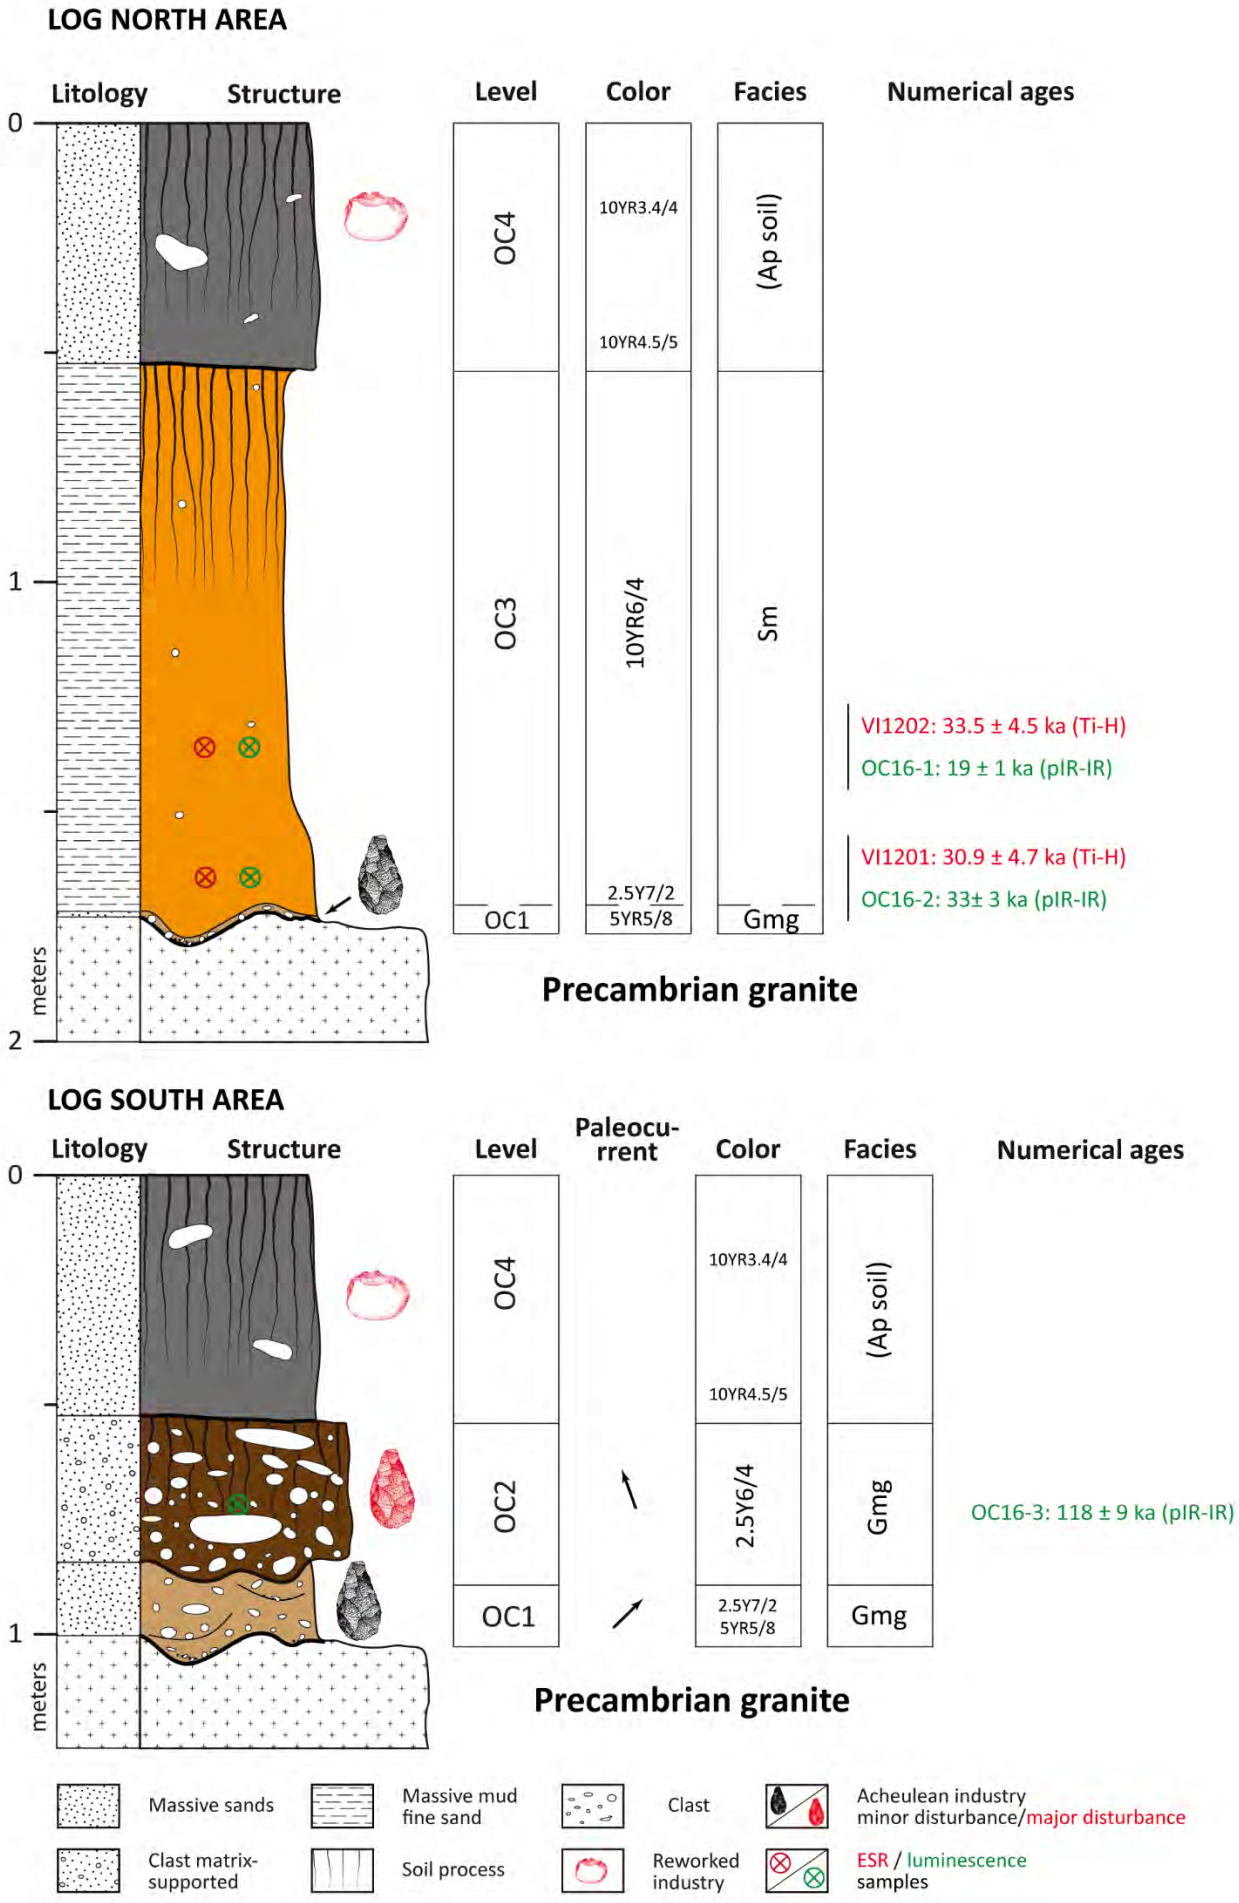 LOG NORTH AREA
Litology Structure Level Color Facies Numerical ages
0
OC4
10YR3.4/4
10YR4.5/5
(Ap soil)
1
OC3
10YR6/4
Sm
VI1202: 33.5 ± 4.5 ka (Ti-H)
OC16-1: 19 ± 1 ka (pIR-IR)
VI1201: 30.9 ± 4.7 ka (Ti-H)
OC16-2: 33± 3 ka (pIR-IR)
2.5Y7/2
OC1 5YR5/8 Gmg
meters
Precambrian granite
2
LOG SOUTH AREA
Litology Structure Level Paleocu-
rrent Color Facies Numerical ages
0
OC4
10YR3.4/4
10YR4.5/5
(Ap soil)
OC2
2.5Y6/4
Gmg
OC16-3: 118 ± 9 ka (pIR-IR)
OC1
2.5Y7/2
5YR5/8
Gmg
1
meters
Precambrian granite
Massive sands
Massive mud
fine sand
Clast
Acheulean industry
minor disturbance/major disturbance
Clast matrix-
supported
Soil process
Reworked
industry
ESR / luminescence
samples